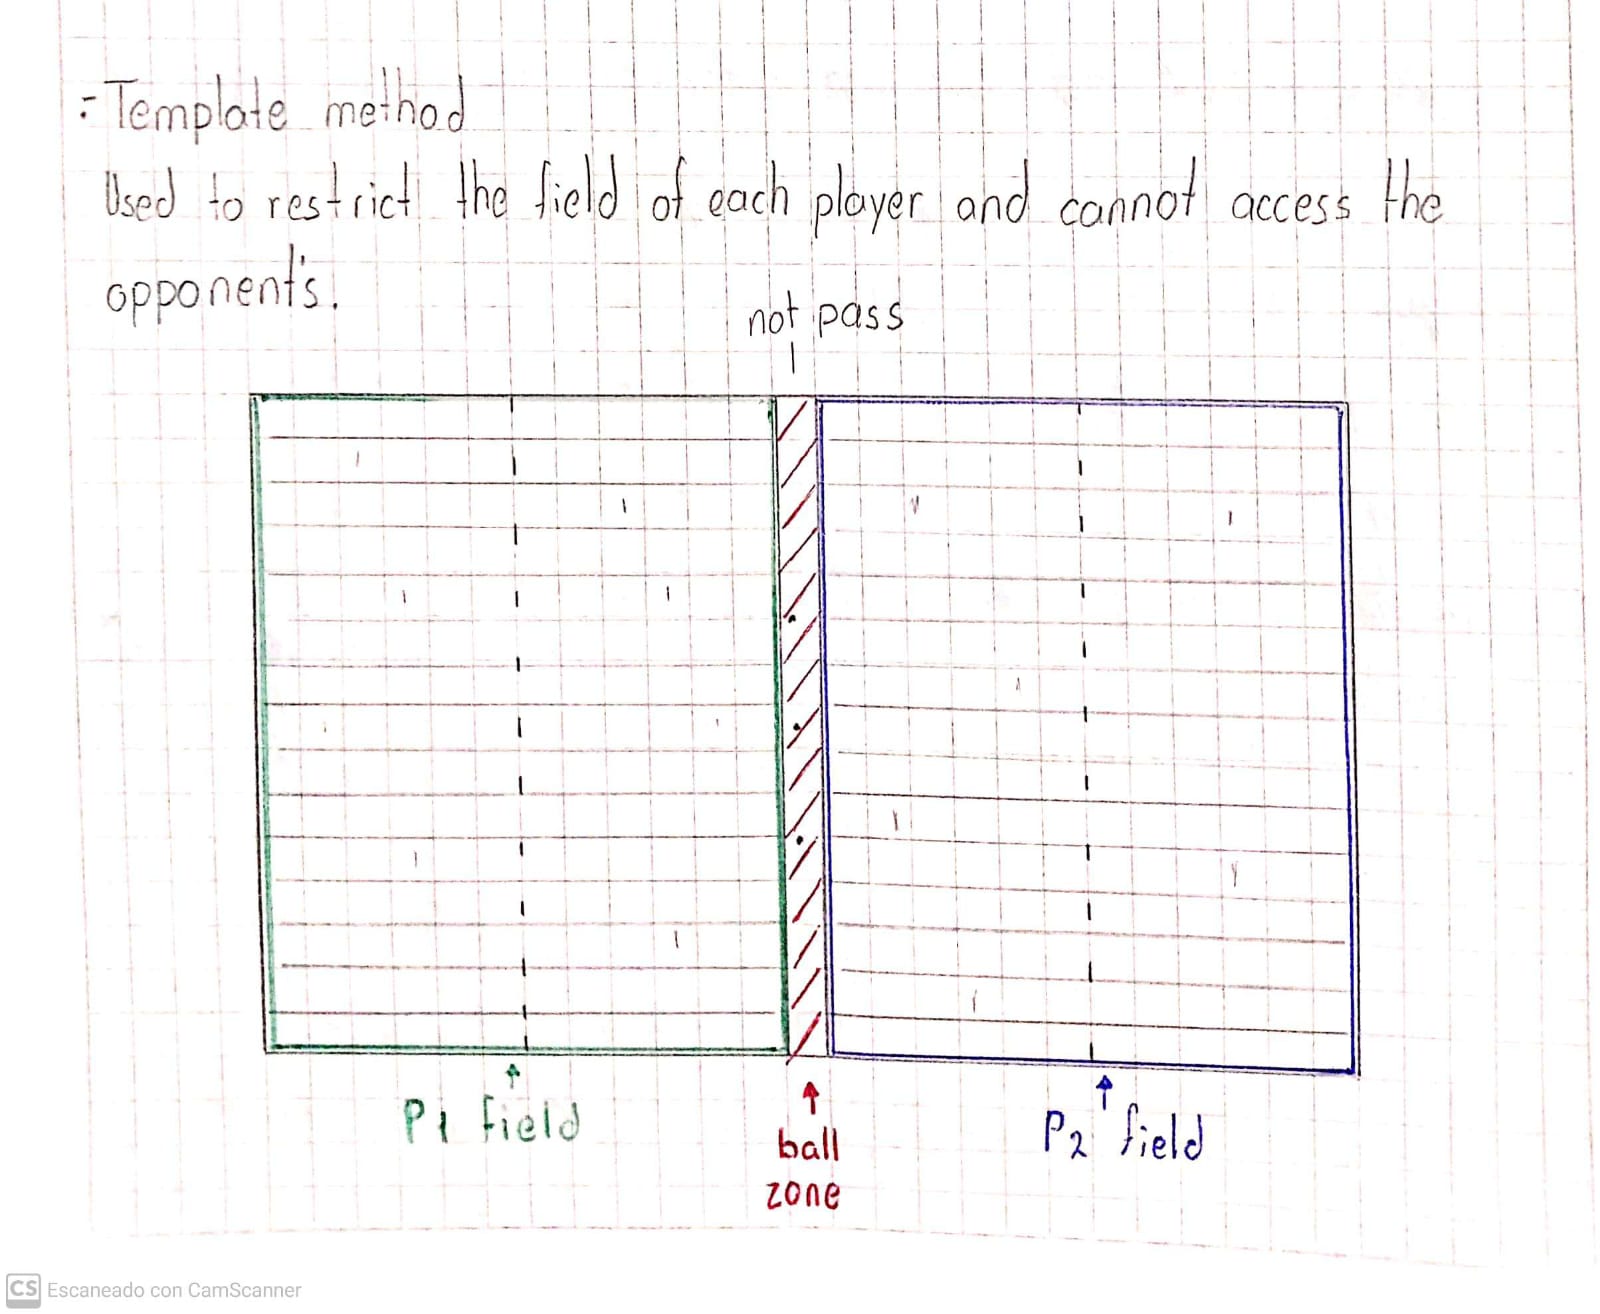 - Template method
Used to restrict the field of each player and cannot access the
opponent's.
not pass
P1 field
ball
zone
P2 field
CS Escaneado con CamScanner